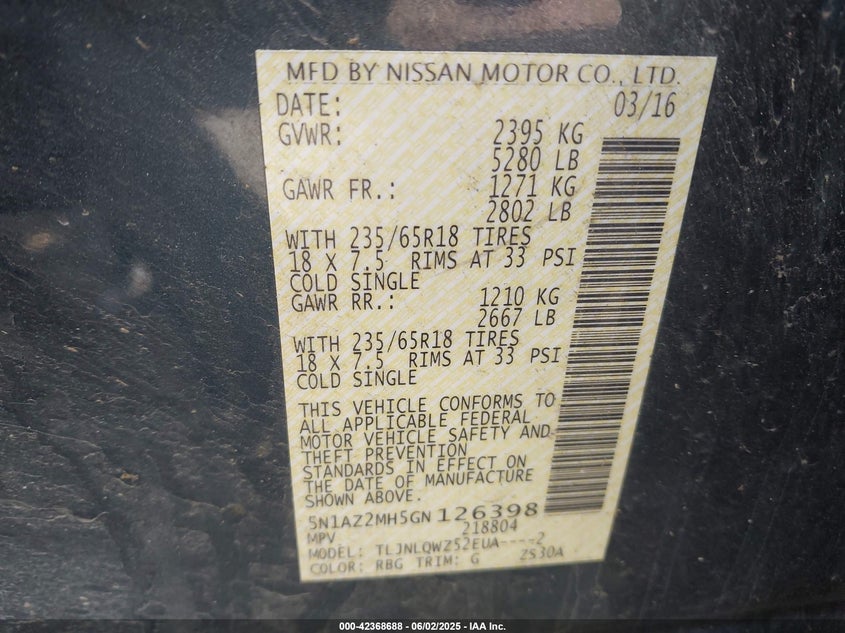 MFD BY NISSAN MOTOR CO., LTD.
DATE: 03/16
GVWR: 2395 KG
5280 LB
GAWR FR.: 1271 KG
2802 LB
WITH 235/65R18 TIRES
18 X 7.5 RIMS AT 33 PSI
COLD SINGLE
GAWR RR.: 1210 KG
2667 LB
WITH 235/65R18 TIRES
18 X 7.5 RIMS AT 33 PSI
COLD SINGLE
THIS VEHICLE CONFORMS TO
ALL APPLICABLE FEDERAL
MOTOR VEHICLE SAFETY AND
THEFT PREVENTION
STANDARDS IN EFFECT ON
THE DATE OF MANUFACTURE
SHOWN ABOVE.
5N1AZ2MH5GN126398
MPV 218804
MODEL: TLJNLQWZ52EUA----2
COLOR: RBG TRIM: G ZS30A
000-42368688 - 06/02/2025 - IAA Inc.